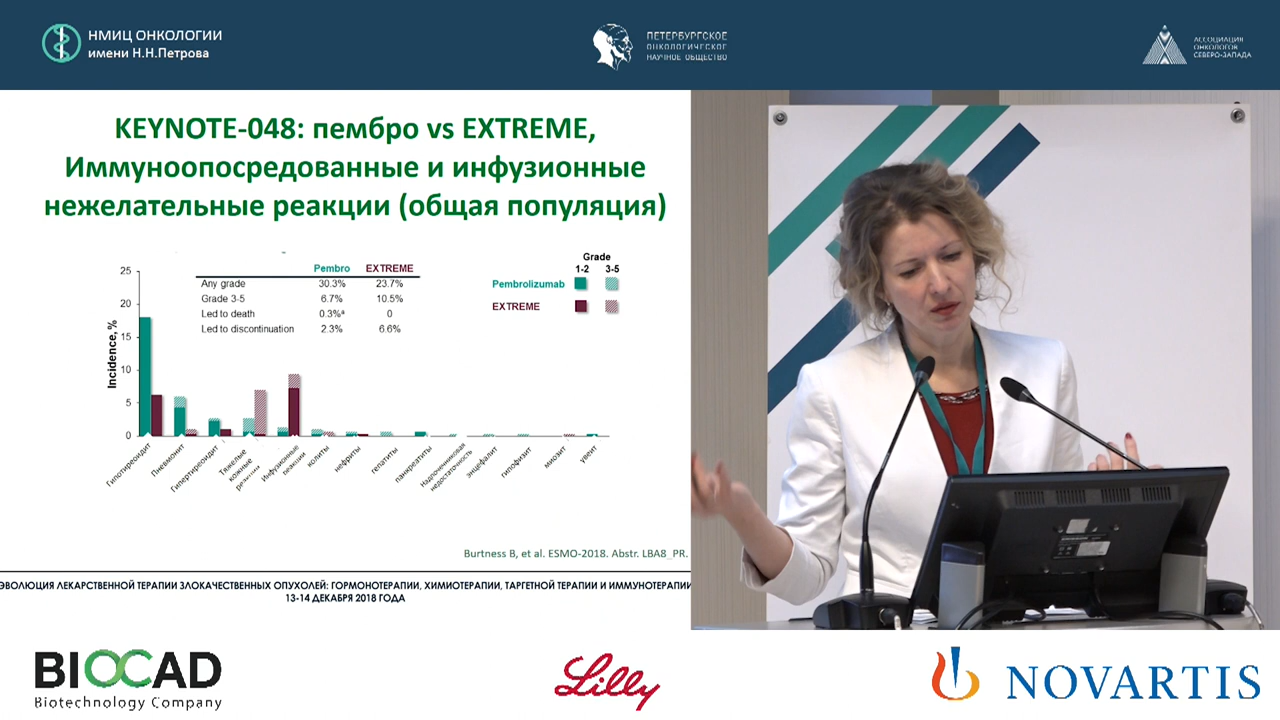 НМИЦ ОНКОЛОГИИ
имени Н.Н.Петрова
ПЕТЕРБУРГСКОЕ
ОНКОЛОГИЧЕСКОЕ
НАУЧНОЕ ОБЩЕСТВО
АССОЦИАЦИЯ
ОНКОЛОГОВ
СЕВЕРО-ЗАПАДА
KEYNOTE-048: пембро vs EXTREME,
Иммуноопосредованные и инфузионные
нежелательные реакции (общая популяция)
Pembro EXTREME
Any grade 30.3% 23.7%
Grade 3-5 6.7% 10.5%
Led to death 0.3%ᵃ 0
Led to discontinuation 2.3% 6.6%
Grade
1-2 3-5
Pembrolizumab
EXTREME
Incidence, %
25
20
15
10
5
0
Гипотиреоидит
Пневмонит
Гипертиреоидит
Тяжелые
кожные
Инфузионные
реакции
колиты
нефриты
гепатиты
панкреатиты
Надпочечниковая
недостаточность
энцефалит
гипофизит
миозит
увеит
Burtness B, et al. ESMO-2018. Abstr. LBA8_PR.
ЭВОЛЮЦИЯ ЛЕКАРСТВЕННОЙ ТЕРАПИИ ЗЛОКАЧЕСТВЕННЫХ ОПУХОЛЕЙ: ГОРМОНОТЕРАПИИ, ХИМИОТЕРАПИИ, ТАРГЕТНОЙ ТЕРАПИИ И ИММУНОТЕРАПИИ
13-14 ДЕКАБРЯ 2018 ГОДА
BIOCAD
Biotechnology Company
Lilly
NOVARTIS